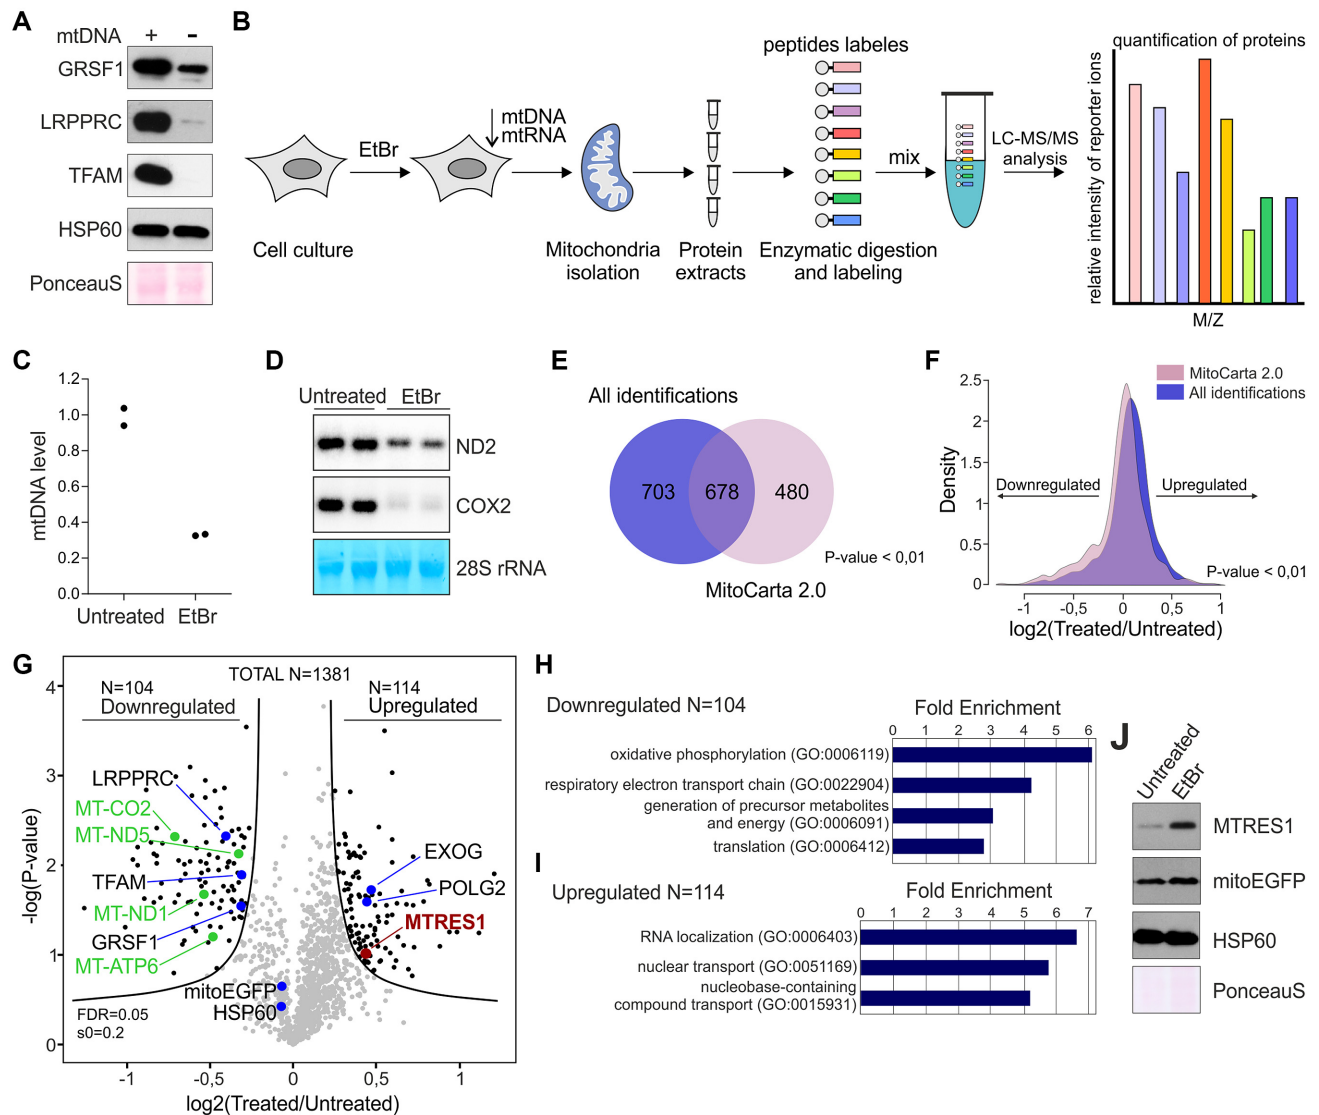 A
mtDNA + -
GRSF1
LRPPRC
TFAM
HSP60
PonceauS
B
EtBr
mtDNA
mtRNA
peptides labeles
mix
LC-MS/MS
analysis
quantification of proteins
relative intensity of reporter ions
M/Z
Cell culture
Mitochondria
isolation
Protein
extracts
Enzymatic digestion
and labeling
C
1.2
1.0
0.8
0.6
0.4
0.2
0.0
mtDNA level
Untreated EtBr
D
Untreated EtBr
ND2
COX2
28S rRNA
E
All identifications
703 678 480
P-value < 0,01
MitoCarta 2.0
F
MitoCarta 2.0
All identifications
2.5
2
1.5
1
0.5
0
Density
Downregulated
Upregulated
P-value < 0,01
-1 -0,5 0 0,5 1
log2(Treated/Untreated)
G
TOTAL N=1381
N=104
Downregulated
N=114
Upregulated
4
3
2
1
0
-log(P-value)
LRPPRC
MT-CO2
MT-ND5
TFAM
MT-ND1
GRSF1
MT-ATP6
EXOG
POLG2
MTRES1
mitoEGFP
HSP60
FDR=0.05
s0=0.2
-1 -0,5 0 0,5 1
log2(Treated/Untreated)
H
Downregulated N=104
Fold Enrichment
0 1 2 3 4 5 6
oxidative phosphorylation (GO:0006119)
respiratory electron transport chain (GO:0022904)
generation of precursor metabolites
and energy (GO:0006091)
translation (GO:0006412)
I
Upregulated N=114
Fold Enrichment
0 1 2 3 4 5 6 7
RNA localization (GO:0006403)
nuclear transport (GO:0051169)
nucleobase-containing
compound transport (GO:0015931)
J
Untreated
EtBr
MTRES1
mitoEGFP
HSP60
PonceauS